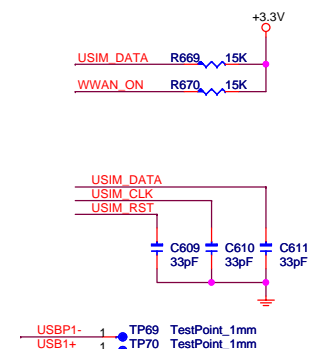 +3.3V
USIM_DATA R669 15K
WWAN_ON R670 15K
USIM_DATA
USIM_CLK
USIM_RST
C609 C610 C611
33pF 33pF 33pF
USBP1- 1 TP69 TestPoint_1mm
USB1+ 1 TP70 TestPoint_1mm